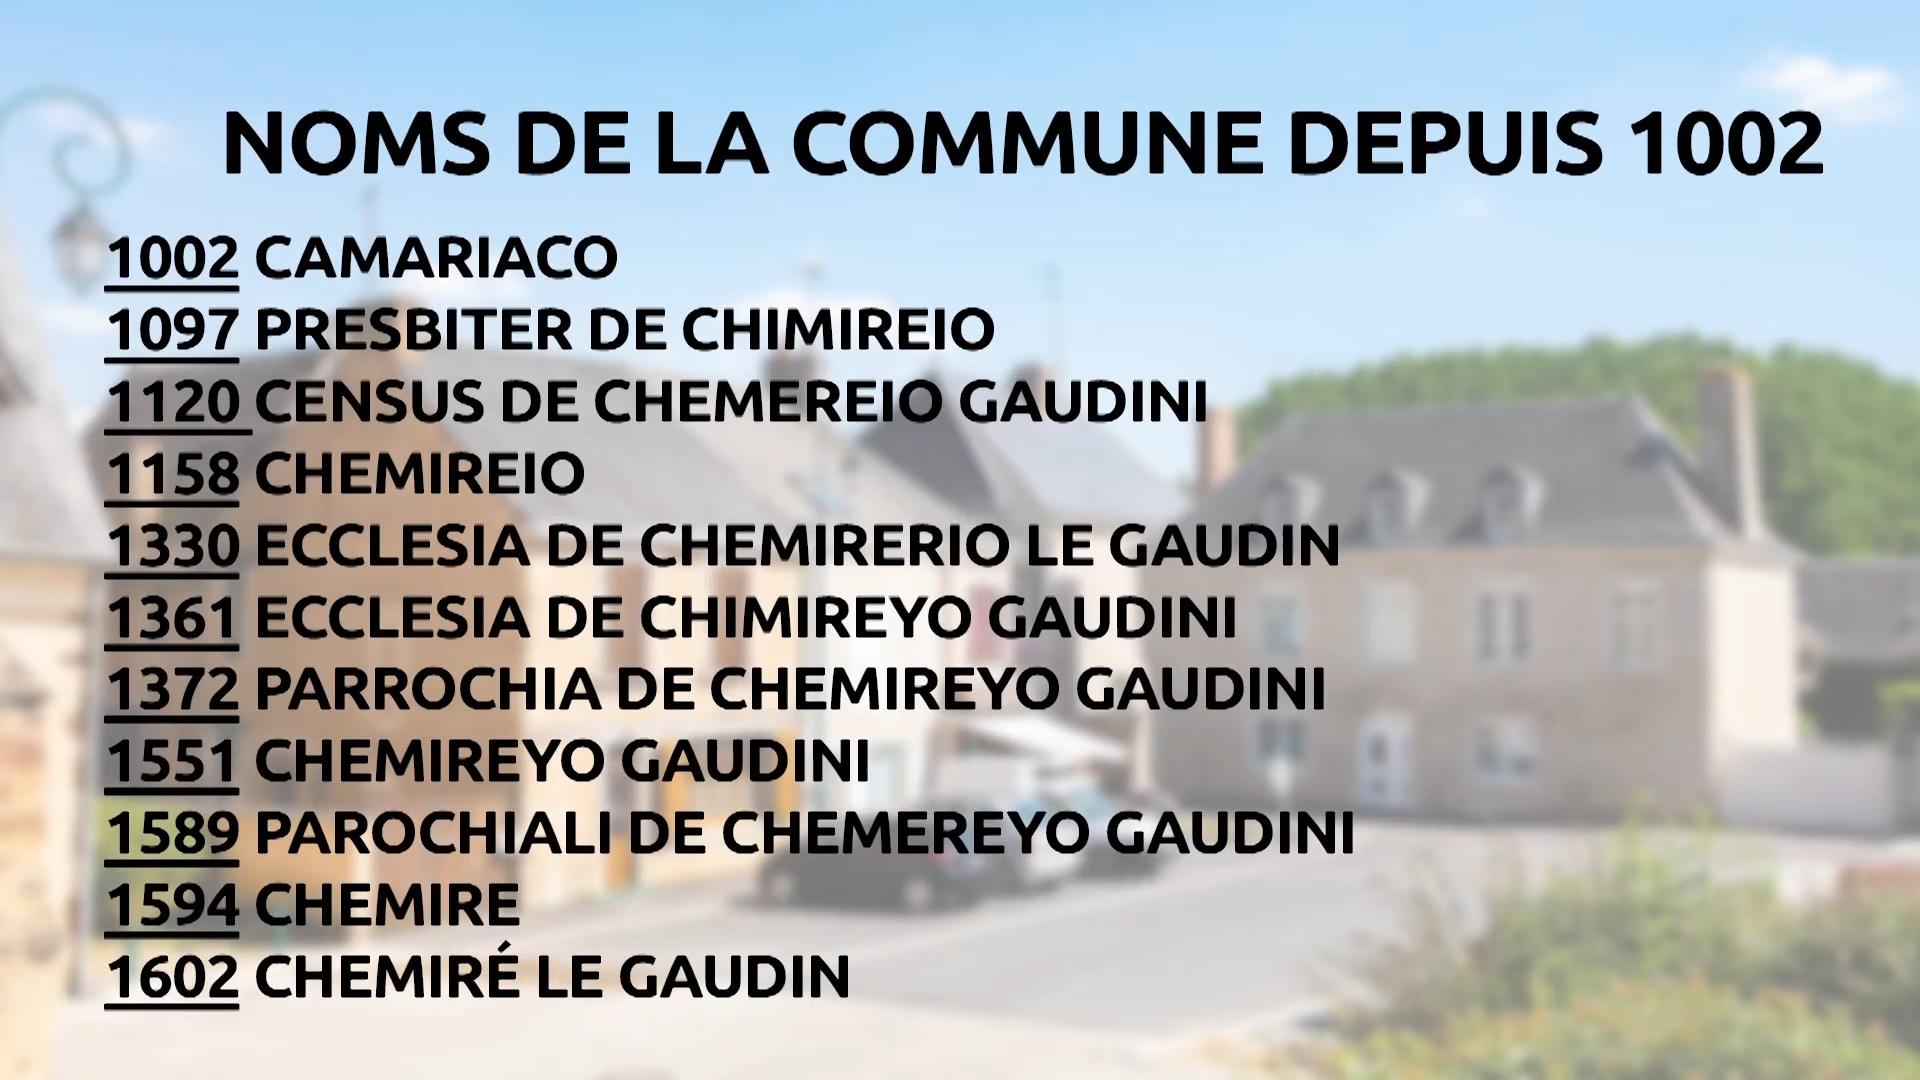 NOMS DE LA COMMUNE DEPUIS 1002
1002 CAMARIACO
1097 PRESBITER DE CHIMIREIO
1120 CENSUS DE CHEMEREIO GAUDINI
1158 CHEMIREIO
1330 ECCLESIA DE CHEMIRERIO LE GAUDIN
1361 ECCLESIA DE CHIMIREYO GAUDINI
1372 PARROCHIA DE CHEMIREYO GAUDINI
1551 CHEMIREYO GAUDINI
1589 PAROCHIALI DE CHEMEREYO GAUDINI
1594 CHEMIRE
1602 CHEMIRÉ LE GAUDIN